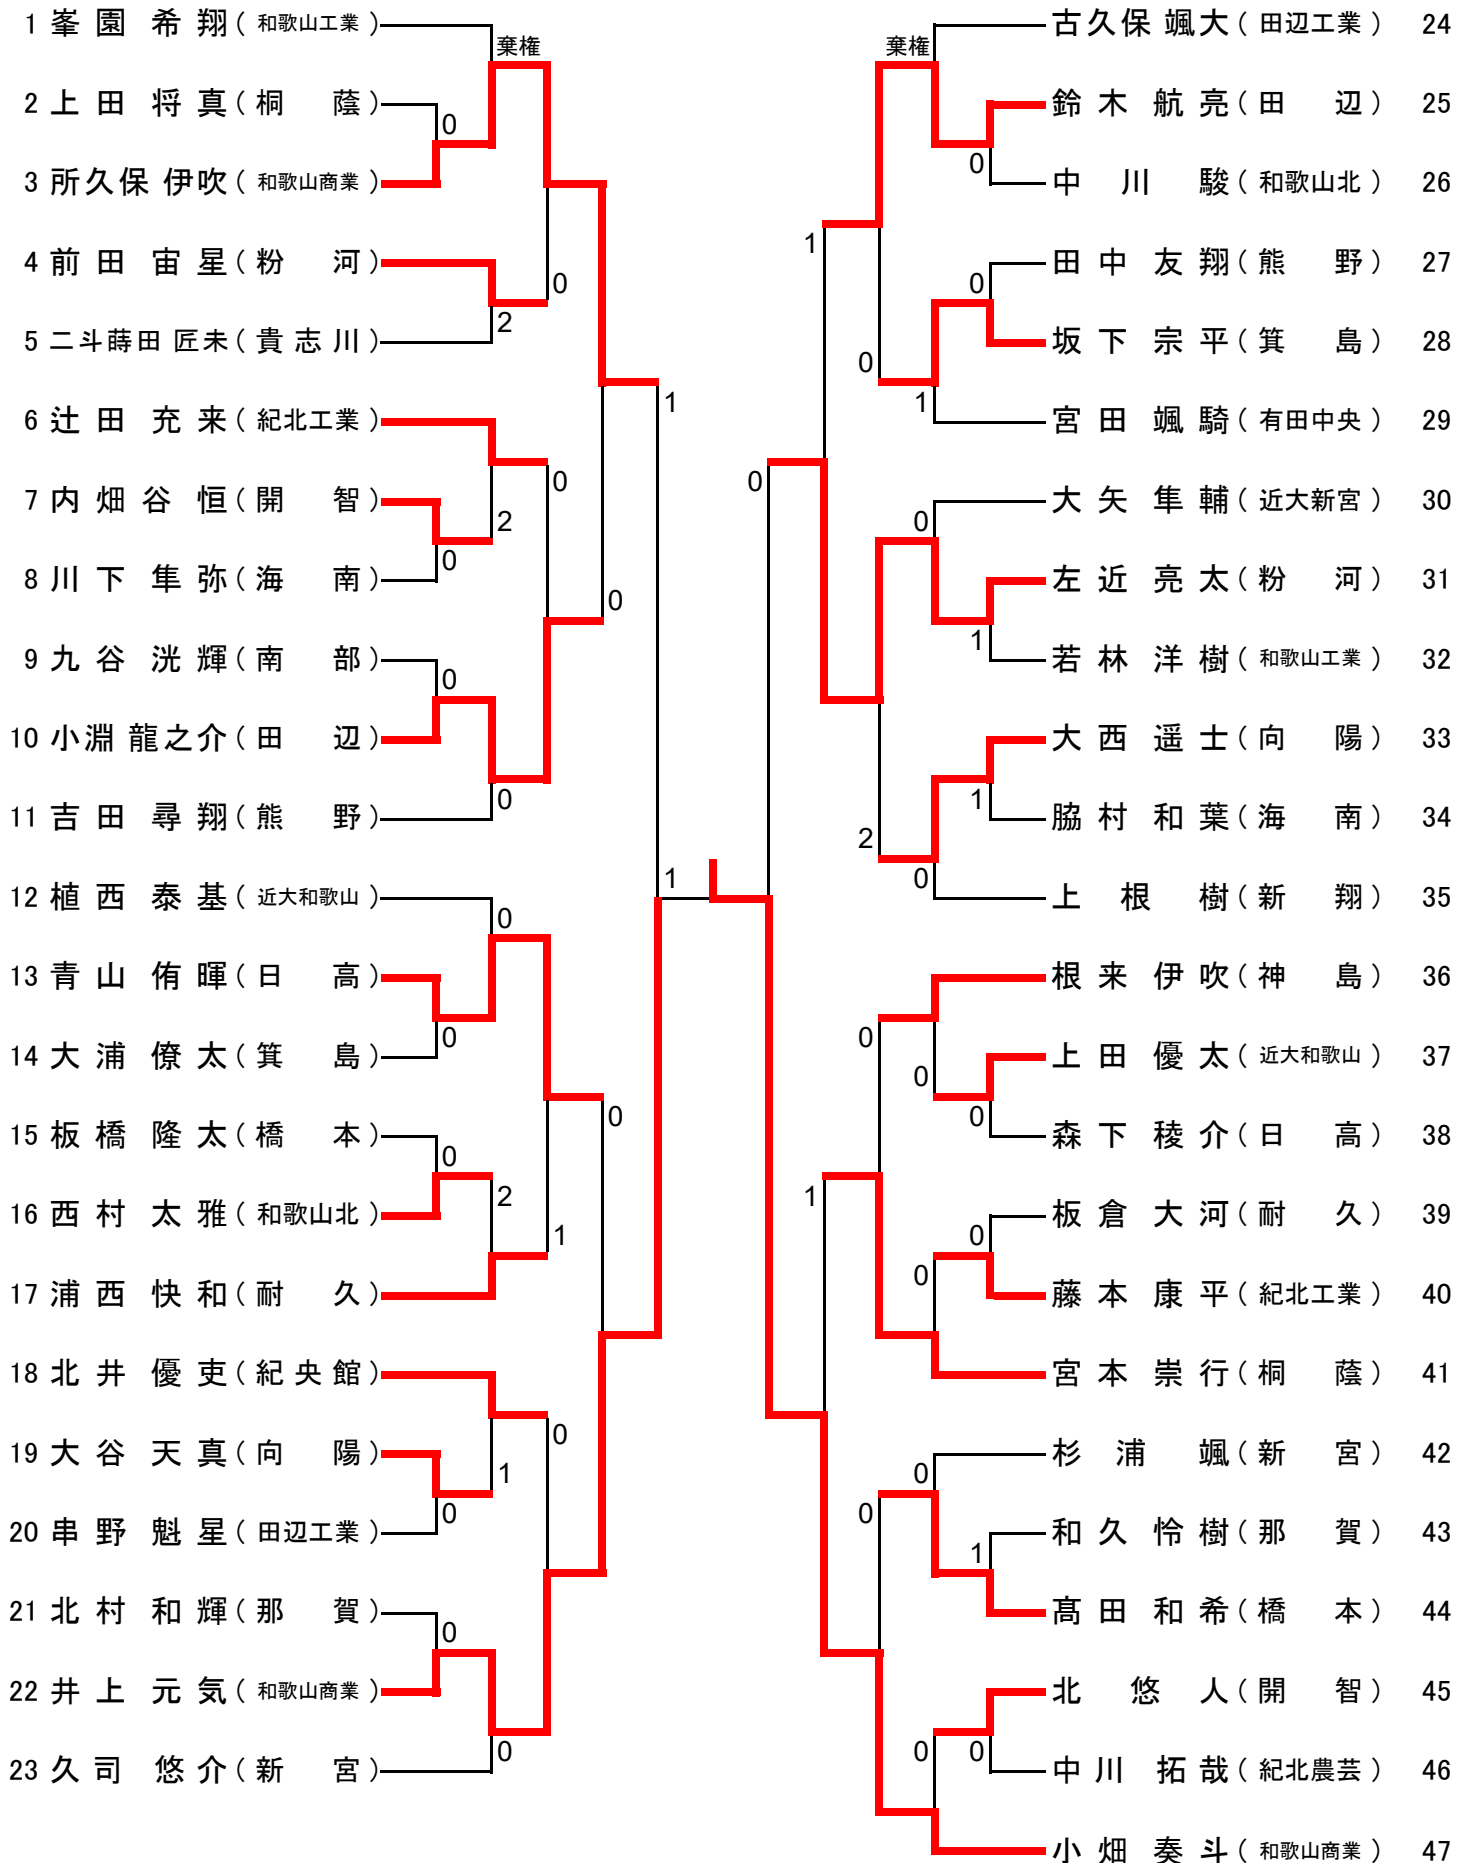 1 峯園 希翔(和歌山工業)
棄権
2 上田 将真(桐蔭)
0
3 所久保 伊吹(和歌山商業)
4 前田 宙星(粉河)
0
2
5 二斗蒔田 匠未(貴志川)
1
6 辻田 充来(紀北工業)
0
7 内畑谷 恒(開智)
2
0
8 川下 隼弥(海南)
0
9 九谷 洸輝(南部)
0
10 小淵 龍之介(田辺)
0
11 吉田 尋翔(熊野)
1
12 植西 泰基(近大和歌山)
0
13 青山 侑暉(日高)
0
14 大浦 僚太(箕島)
0
15 板橋 隆太(橋本)
0
2
16 西村 太雅(和歌山北)
1
17 浦西 快和(耐久)
18 北井 優吏(紀央館)
0
19 大谷 天真(向陽)
1
0
20 串野 魁星(田辺工業)
21 北村 和輝(那賀)
0
22 井上 元気(和歌山商業)
0
23 久司 悠介(新宮)
古久保 颯大(田辺工業) 24
棄権
鈴木 航亮(田辺) 25
0
中川 駿(和歌山北) 26
1
田中 友翔(熊野) 27
0
坂下 宗平(箕島) 28
0
1
宮田 颯騎(有田中央) 29
0
大矢 隼輔(近大新宮) 30
0
左近 亮太(粉河) 31
1
若林 洋樹(和歌山工業) 32
大西 遥士(向陽) 33
1
脇村 和葉(海南) 34
2
0
上根 樹(新翔) 35
根来 伊吹(神島) 36
0
上田 優太(近大和歌山) 37
0
0
森下 稜介(日高) 38
1
板倉 大河(耐久) 39
0
0
藤本 康平(紀北工業) 40
宮本 崇行(桐蔭) 41
杉浦 颯(新宮) 42
0
0
和久 怜樹(那賀) 43
1
髙田 和希(橋本) 44
北 悠人(開智) 45
0
0
中川 拓哉(紀北農芸) 46
小畑 奏斗(和歌山商業) 47